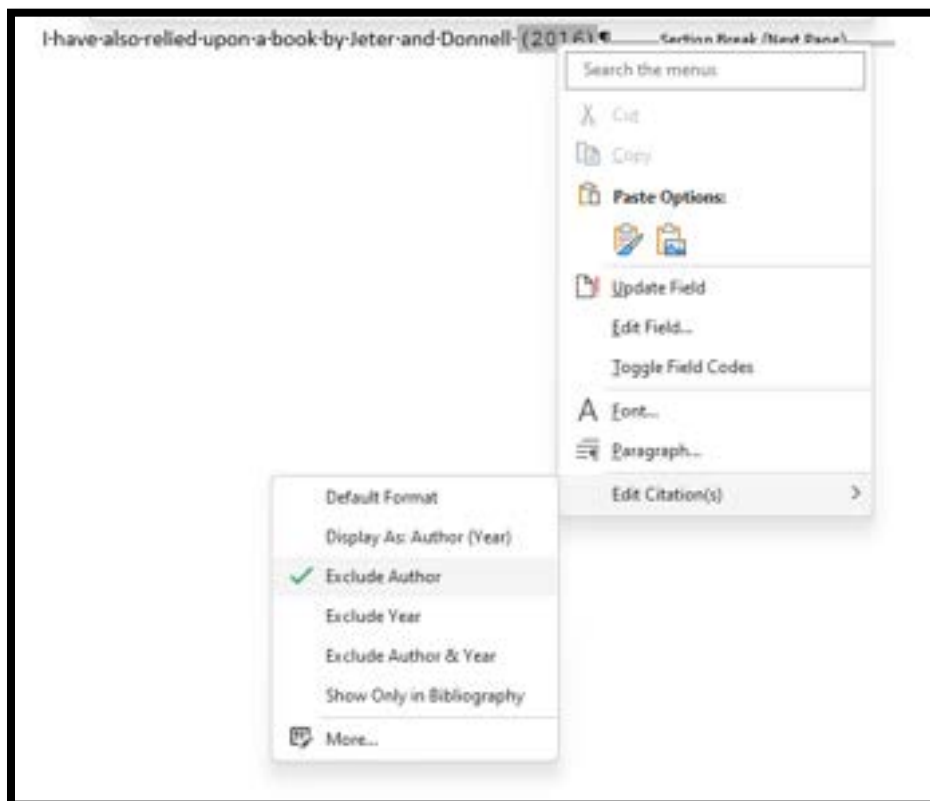 I·have·also·relied·upon·a·book·by·Jeter·and·Donnell·(2016)¶ Section Break (Next Page)
Search the menus
Cut
Copy
Paste Options:
Update Field
Edit Field...
Toggle Field Codes
Font...
Paragraph...
Edit Citation(s)
Default Format
Display As: Author (Year)
Exclude Author
Exclude Year
Exclude Author & Year
Show Only in Bibliography
More...